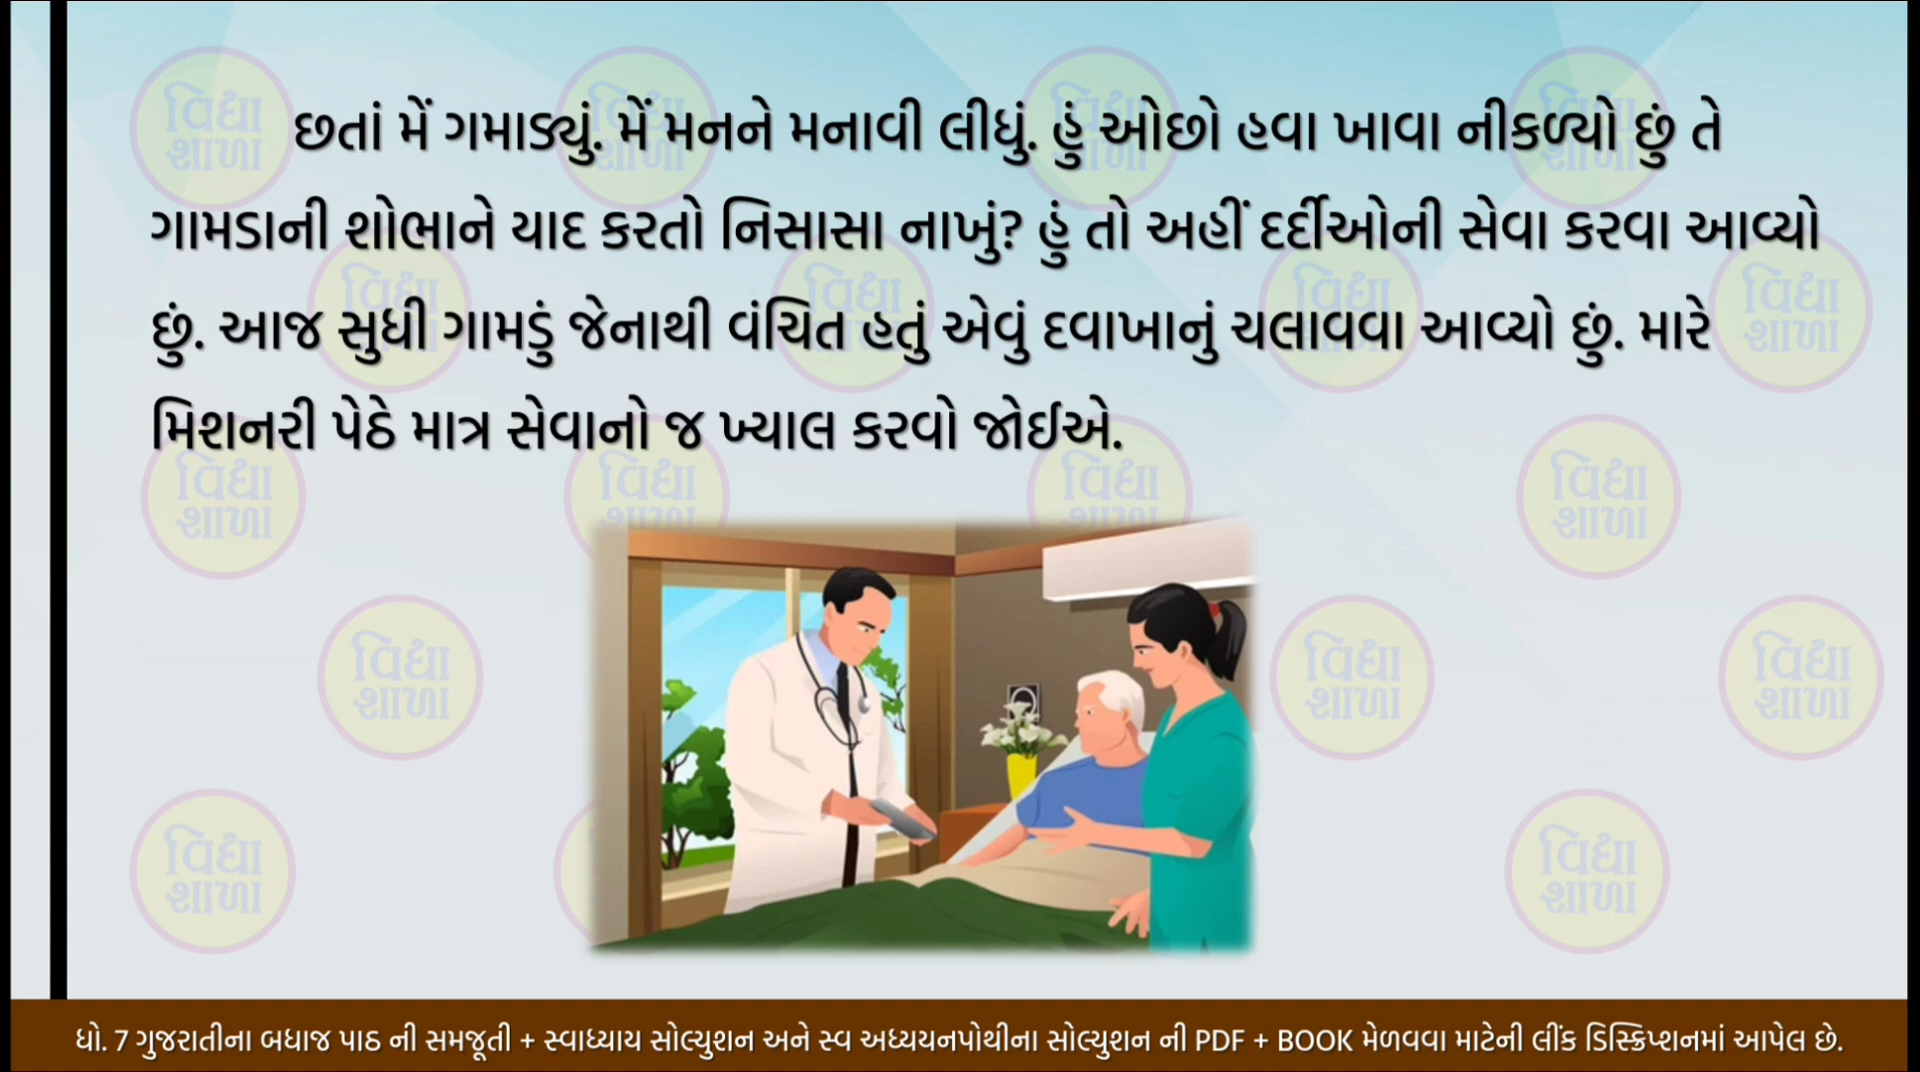 છતાં મેં ગમાડ્યું. મેં મનને મનાવી લીધું. હું ઓછો હવા ખાવા નીકળ્યો છું તે
ગામડાની શોભાને યાદ કરતો નિસાસા નાખું? હું તો અહીં દર્દીઓની સેવા કરવા આવ્યો
છું. આજ સુધી ગામડું જેનાથી વંચિત હતું એવું દવાખાનું ચલાવવા આવ્યો છું. મારે
મિશનરી પેઠે માત્ર સેવાનો જ ખ્યાલ કરવો જોઈએ.
વિદ્યા
શાળા
ધો. 7 ગુજરાતીના બધાજ પાઠ ની સમજૂતી + સ્વાધ્યાય સોલ્યુશન અને સ્વ અધ્યયનપોથીના સોલ્યુશન ની PDF + BOOK મેળવવા માટેની લીંક ડિસ્ક્રિપ્શનમાં આપેલ છે.